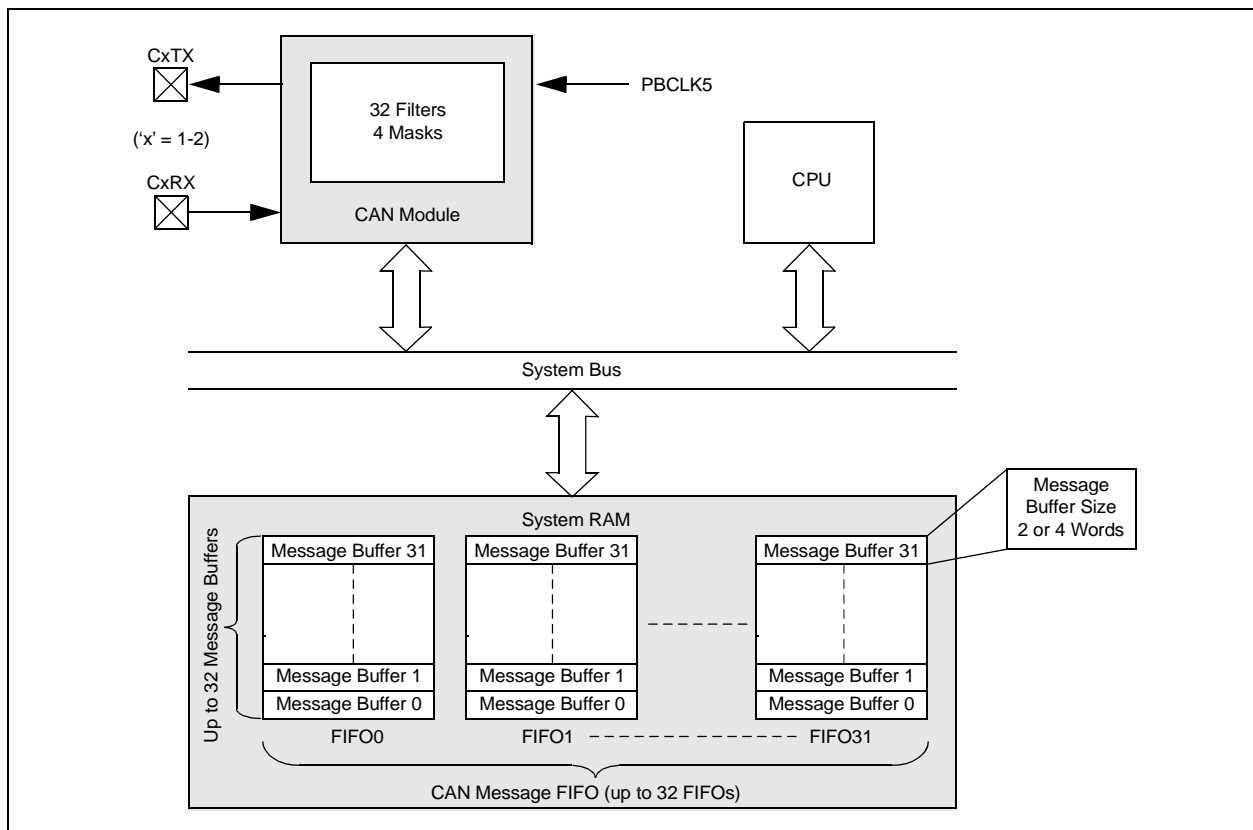 CxTX
PBCLK5
32 Filters
4 Masks
(‘x’ = 1-2)
CxRX
CAN Module
CPU
System Bus
Message
Buffer Size
2 or 4 Words
System RAM
Up to 32 Message Buffers
Message Buffer 31
Message Buffer 31
Message Buffer 31
Message Buffer 1
Message Buffer 1
Message Buffer 1
Message Buffer 0
Message Buffer 0
Message Buffer 0
FIFO0
FIFO1
FIFO31
CAN Message FIFO (up to 32 FIFOs)